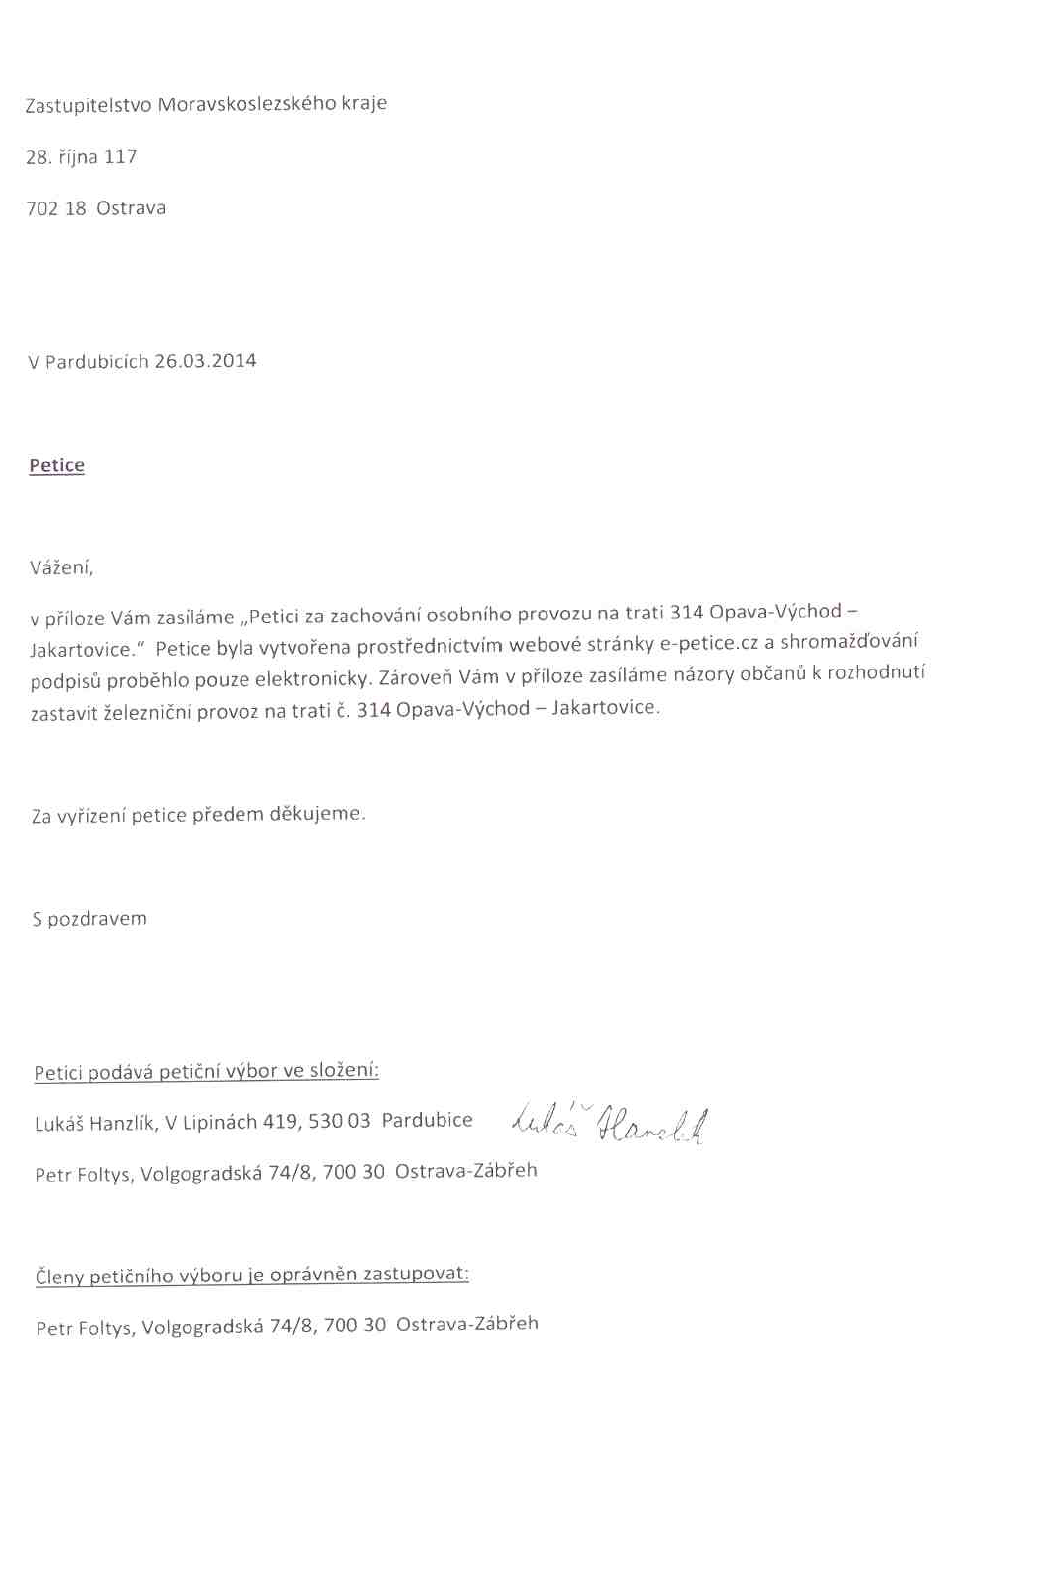 Zastupitelstvo Moravskoslezského kraje
28. října 117
702 18 Ostrava
V Pardubicích 26.03.2014
Petice
Vážení,
v příloze Vám zasíláme „Petici za zachování osobního provozu na trati 314 Opava-Východ –
Jakartovice.“ Petice byla vytvořena prostřednictvím webové stránky e-petice.cz a shromažďování
podpisů proběhlo pouze elektronicky. Zároveň Vám v příloze zasíláme názory občanů k rozhodnutí
zastavit železniční provoz na trati č. 314 Opava-Východ – Jakartovice.
Za vyřízení petice předem děkujeme.
S pozdravem
Petici podává petiční výbor ve složení:
Lukáš Hanzlík, V Lipinách 419, 530 03 Pardubice Lukáš Hanzlík
Petr Foltys, Volgogradská 74/8, 700 30 Ostrava-Zábřeh
Členy petičního výboru je oprávněn zastupovat:
Petr Foltys, Volgogradská 74/8, 700 30 Ostrava-Zábřeh